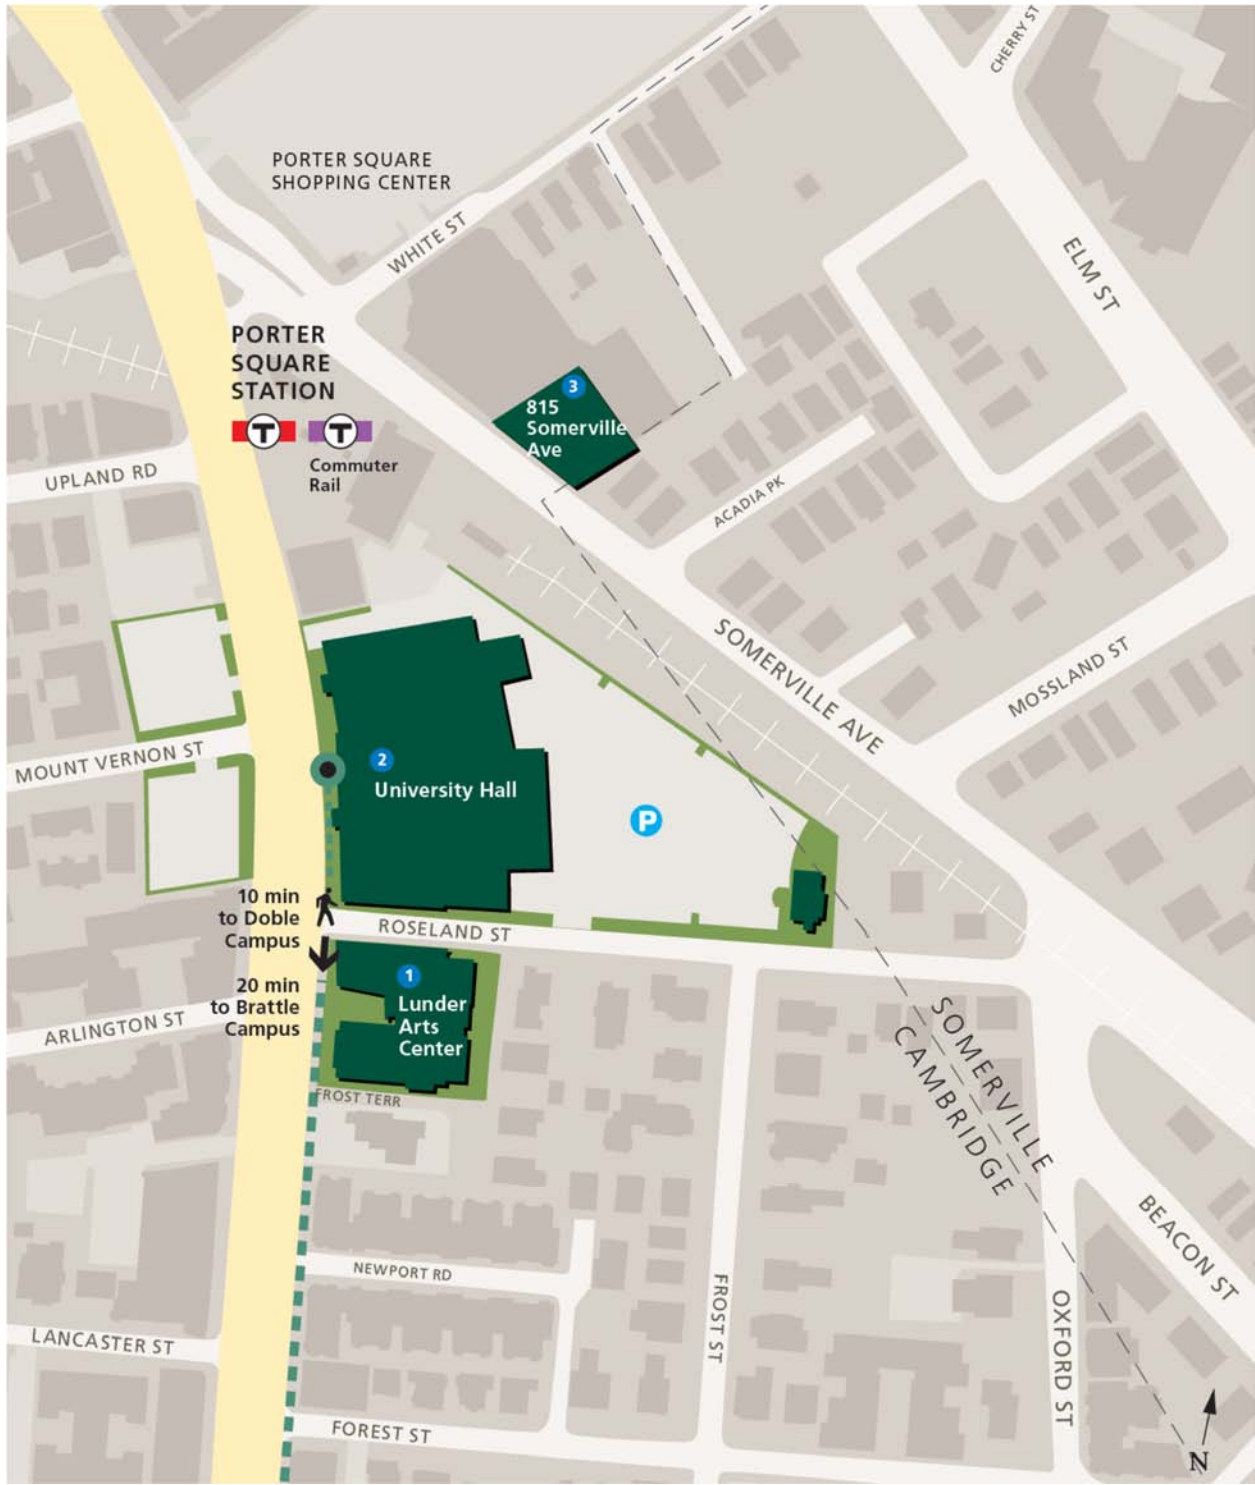 CHERRY ST
PORTER SQUARE
SHOPPING CENTER
WHITE ST
ELM ST
PORTER
SQUARE
STATION
T
T
Commuter
Rail
3
815
Somerville
Ave
UPLAND RD
ACADIA PK
SOMERVILLE AVE
MOSSLAND ST
MOUNT VERNON ST
2
University Hall
P
10 min
to Doble
Campus
ROSELAND ST
20 min
to Brattle
Campus
1
Lunder
Arts
Center
ARLINGTON ST
SOMERVILLE
CAMBRIDGE
FROST TERR
BEACON ST
NEWPORT RD
FROST ST
OXFORD ST
LANCASTER ST
FOREST ST
N